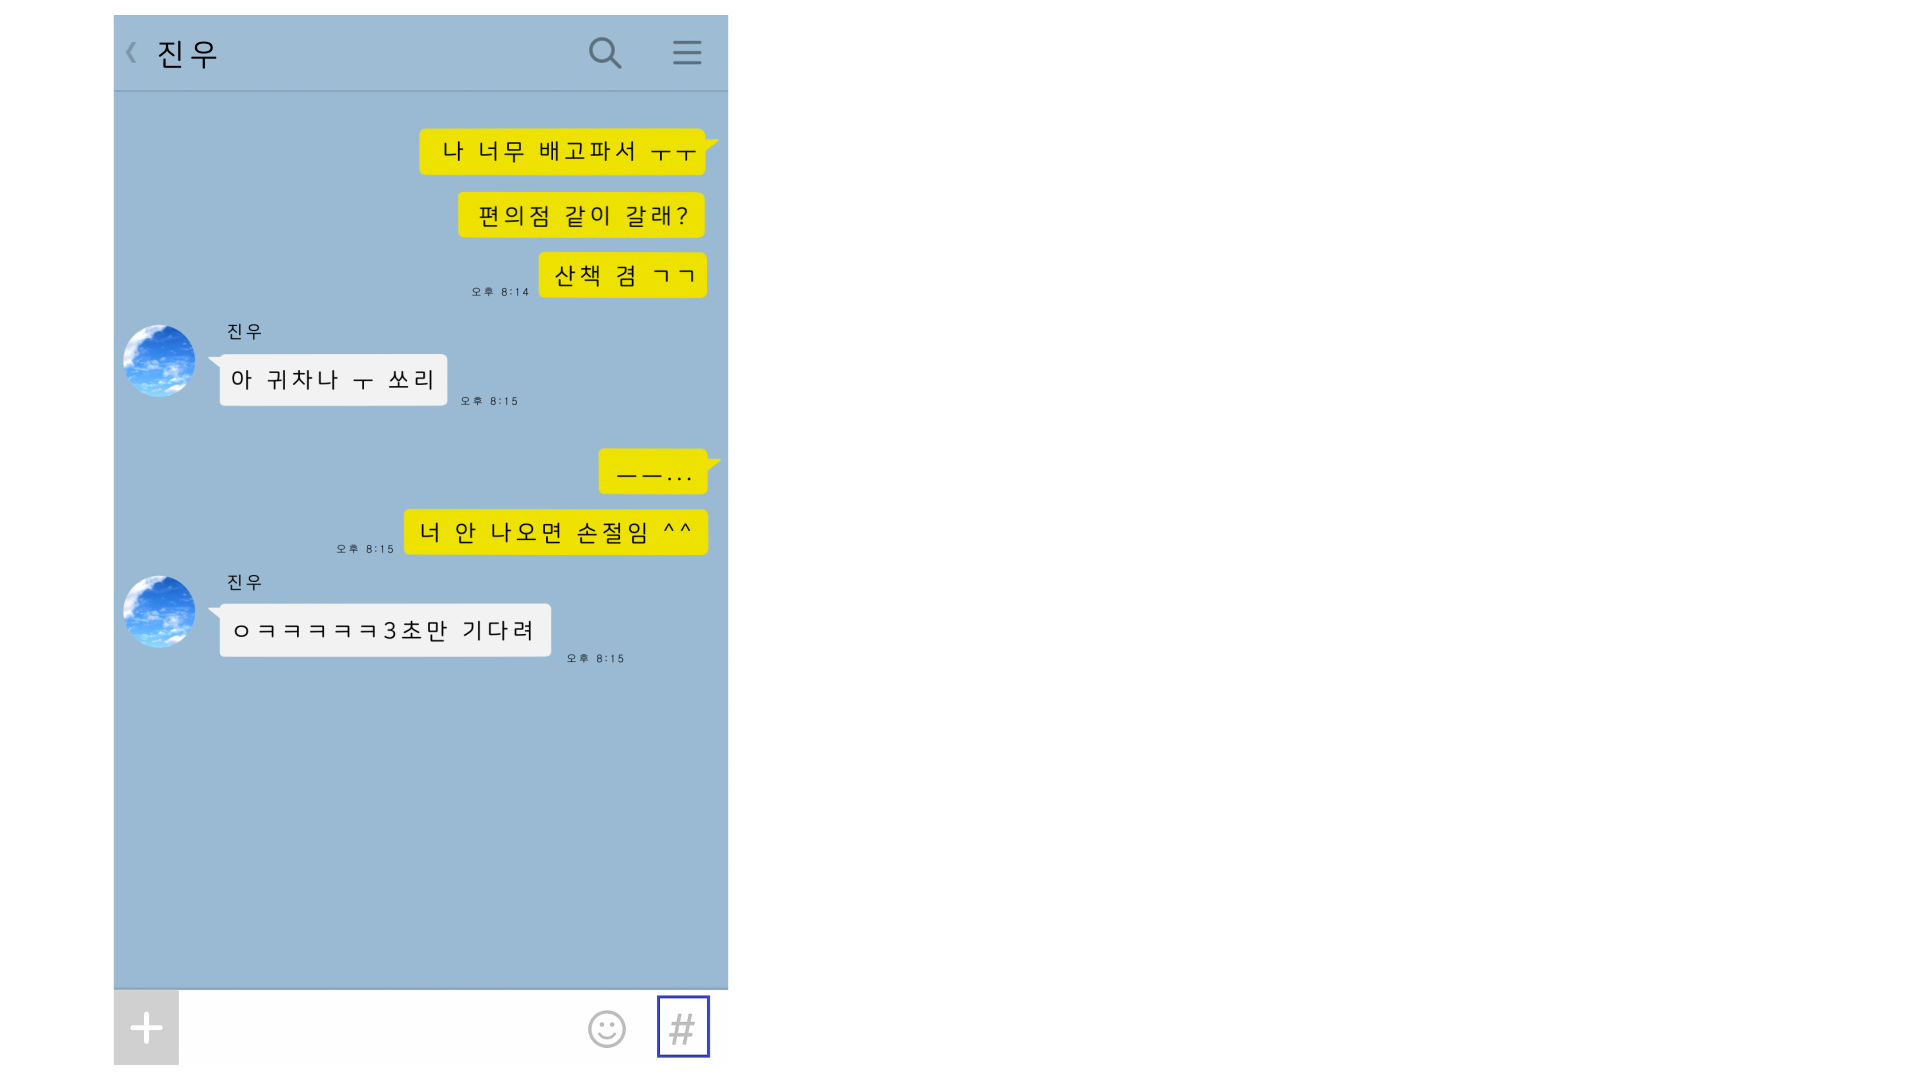 진우
나 너무 배고파서 ㅜㅜ
편의점 같이 갈래?
산책 겸 ㄱㄱ
오후 8:14
진우
아 귀차나 ㅜ 쏘리
오후 8:15
ㅡㅡ...
너 안 나오면 손절임 ^^
오후 8:15
진우
ㅇㅋㅋㅋㅋㅋ3초만 기다려
오후 8:15
#